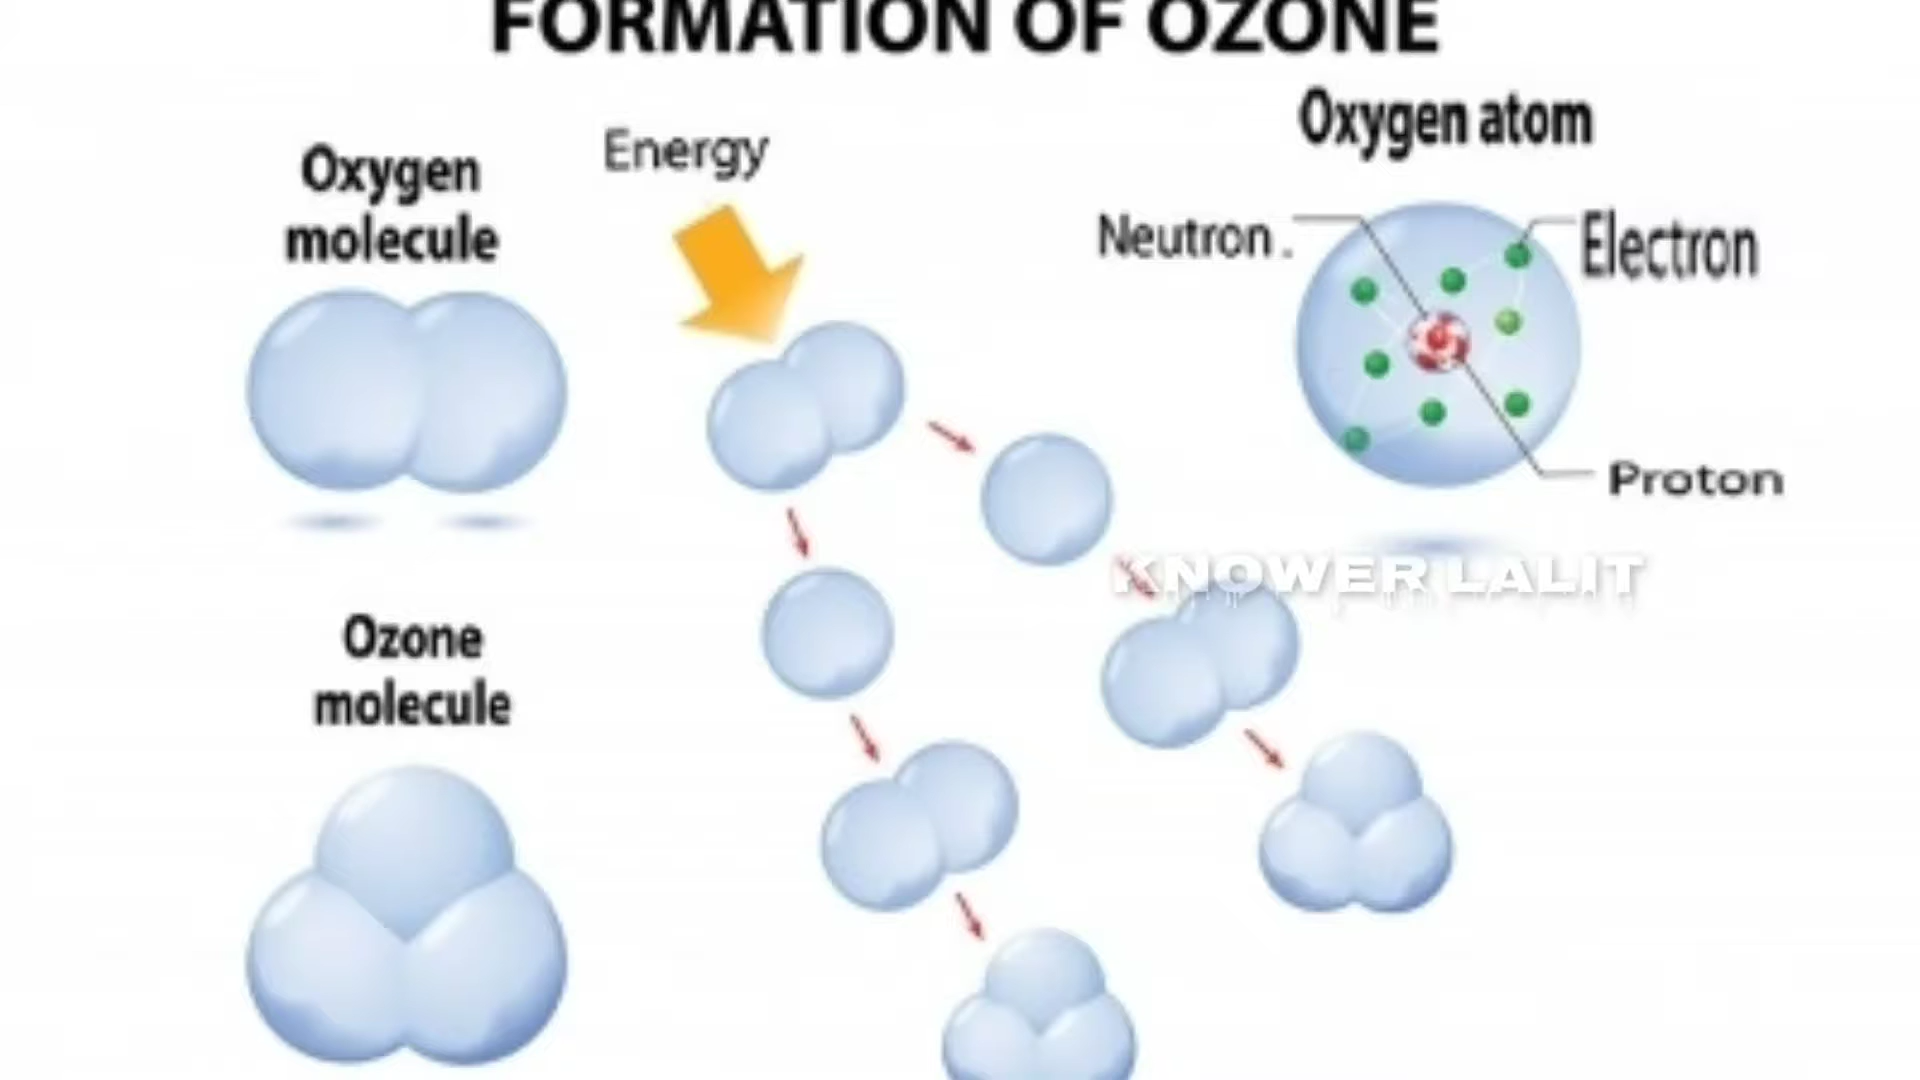 FORMATION OF OZONE
Oxygen
molecule
Energy
Oxygen atom
Neutron .
Electron
Proton
KNOWER LALIT
Ozone
molecule